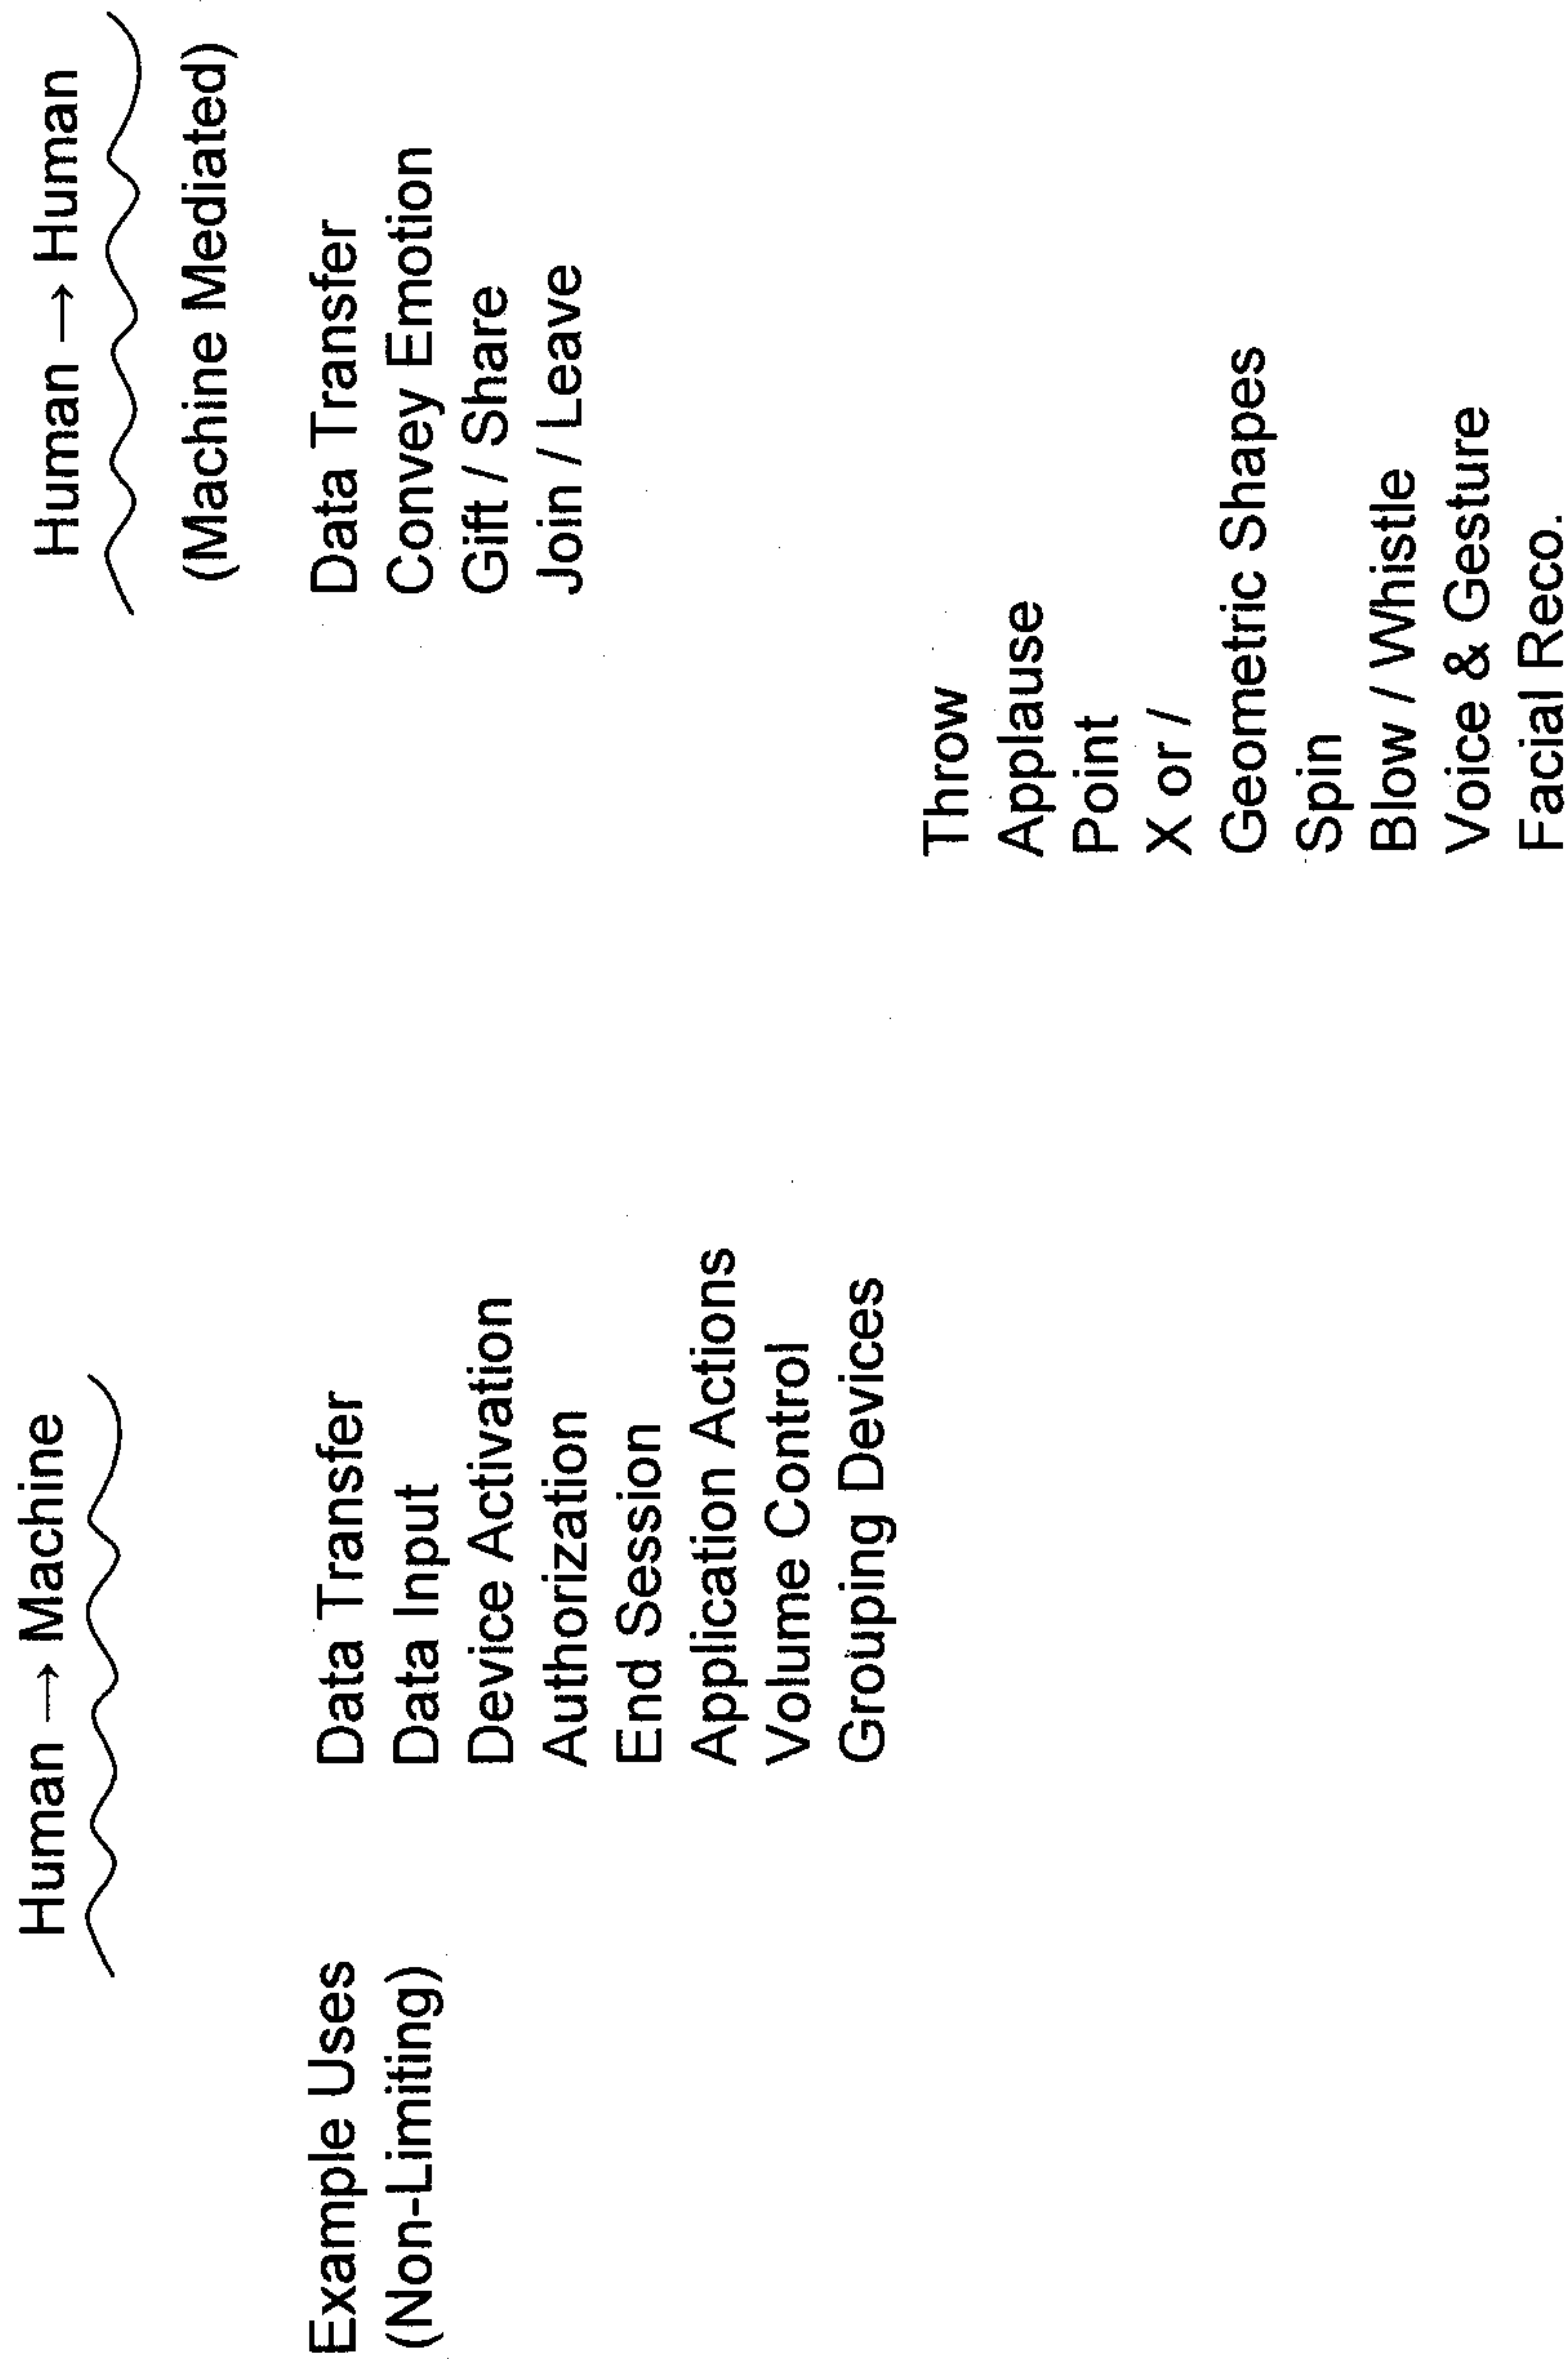 Human → Machine
Human → Human
(Machine Mediated)
Example Uses
(Non-Limiting)
Data Transfer
Data Input
Device Activation
Authorization
End Session
Application Actions
Volume Control
Grouping Devices
Data Transfer
Convey Emotion
Gift / Share
Join / Leave
Throw
Applause
Point
X or /
Geometric Shapes
Spin
Blow / Whistle
Voice & Gesture
Facial Reco.